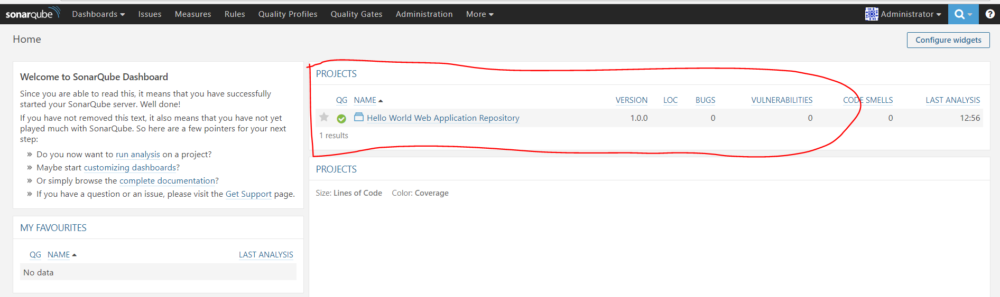 sonarqube Dashboards Issues Measures Rules Quality Profiles Quality Gates Administration More Administrator ?
Home
Configure widgets
Welcome to SonarQube Dashboard
Since you are able to read this, it means that you have successfully
started your SonarQube server. Well done!
If you have not removed this text, it also means that you have not yet
played much with SonarQube. So here are a few pointers for your next
step:
» Do you now want to run analysis on a project?
» Maybe start customizing dashboards?
» Or simply browse the complete documentation?
» If you have a question or an issue, please visit the Get Support page.
MY FAVOURITES
QG NAME LAST ANALYSIS
No data
PROJECTS
QG NAME VERSION LOC BUGS VULNERABILITIES CODE SMELLS LAST ANALYSIS
Hello World Web Application Repository 1.0.0 0 0 0 12:56
1 results
PROJECTS
Size: Lines of Code Color: Coverage